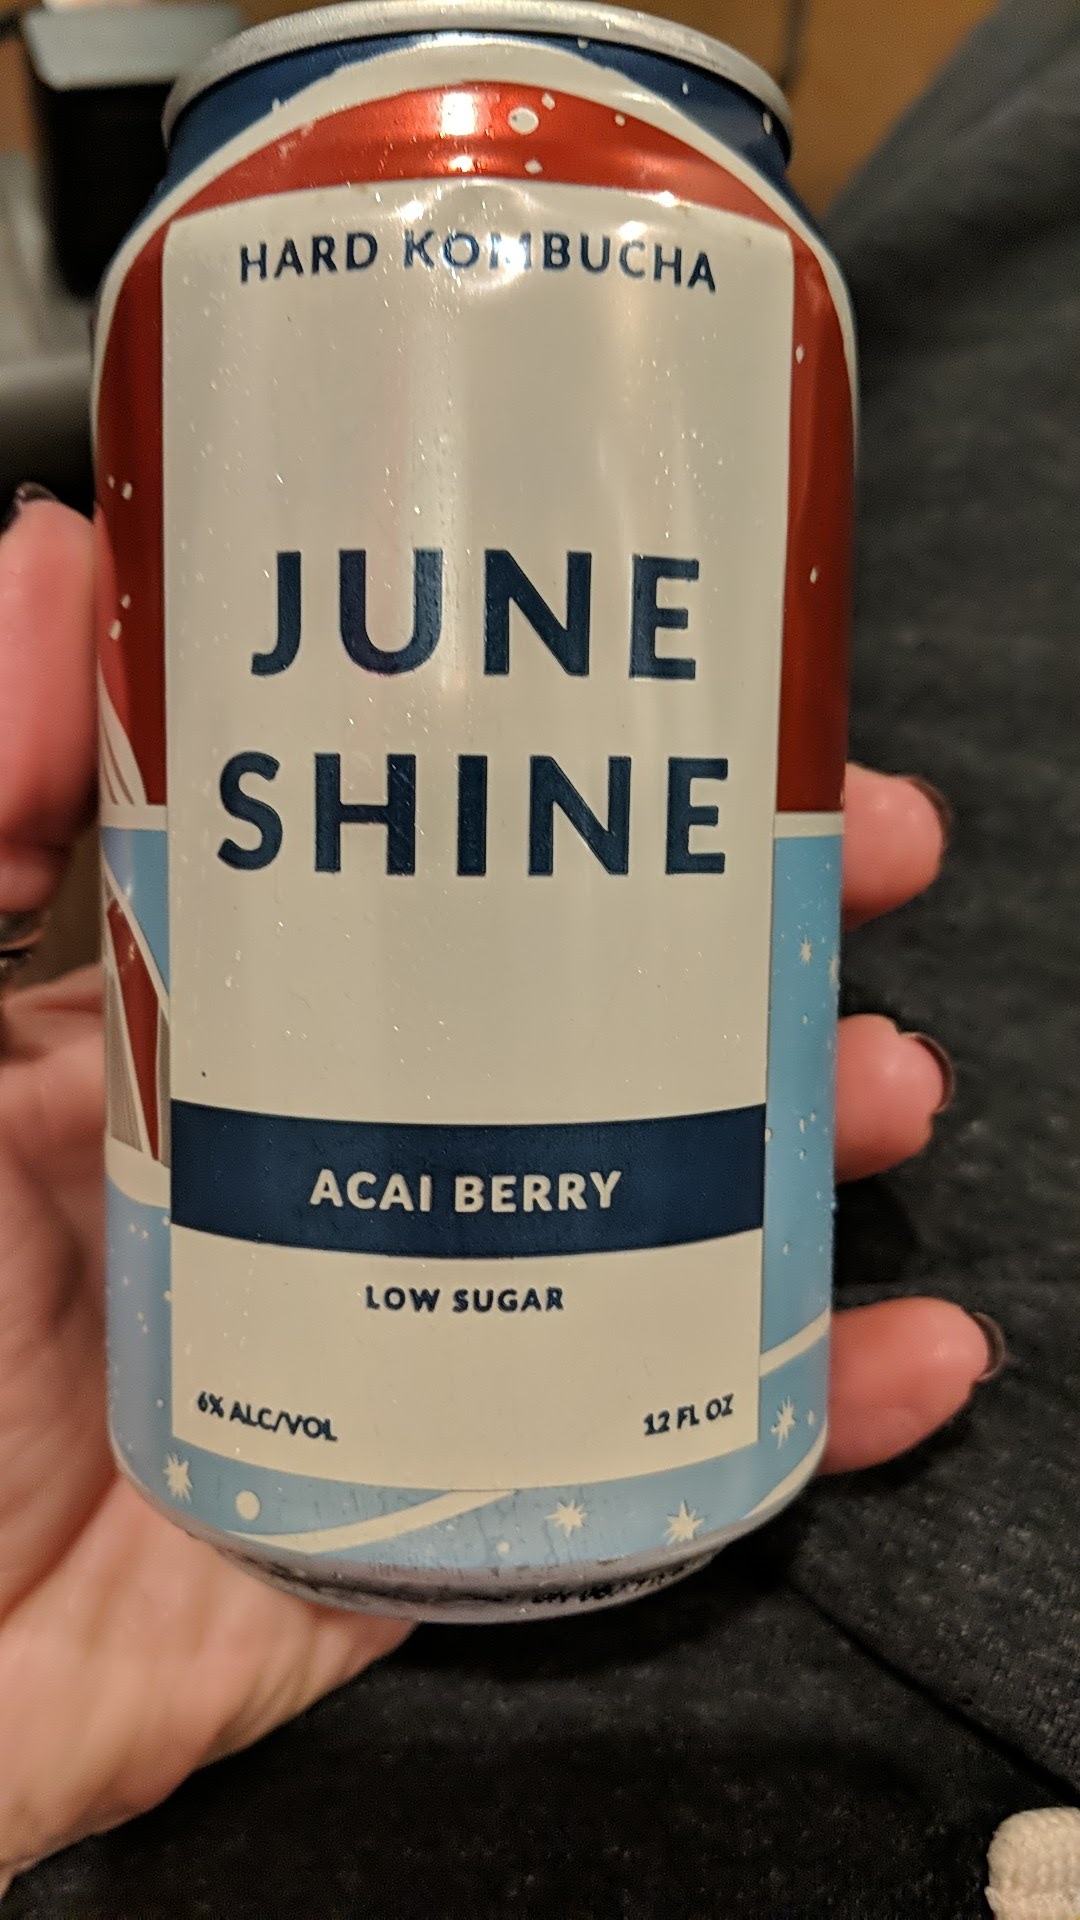 HARD KOMBUCHA
JUNE
SHINE
ACAI BERRY
LOW SUGAR
6% ALC/VOL
12 FL OZ